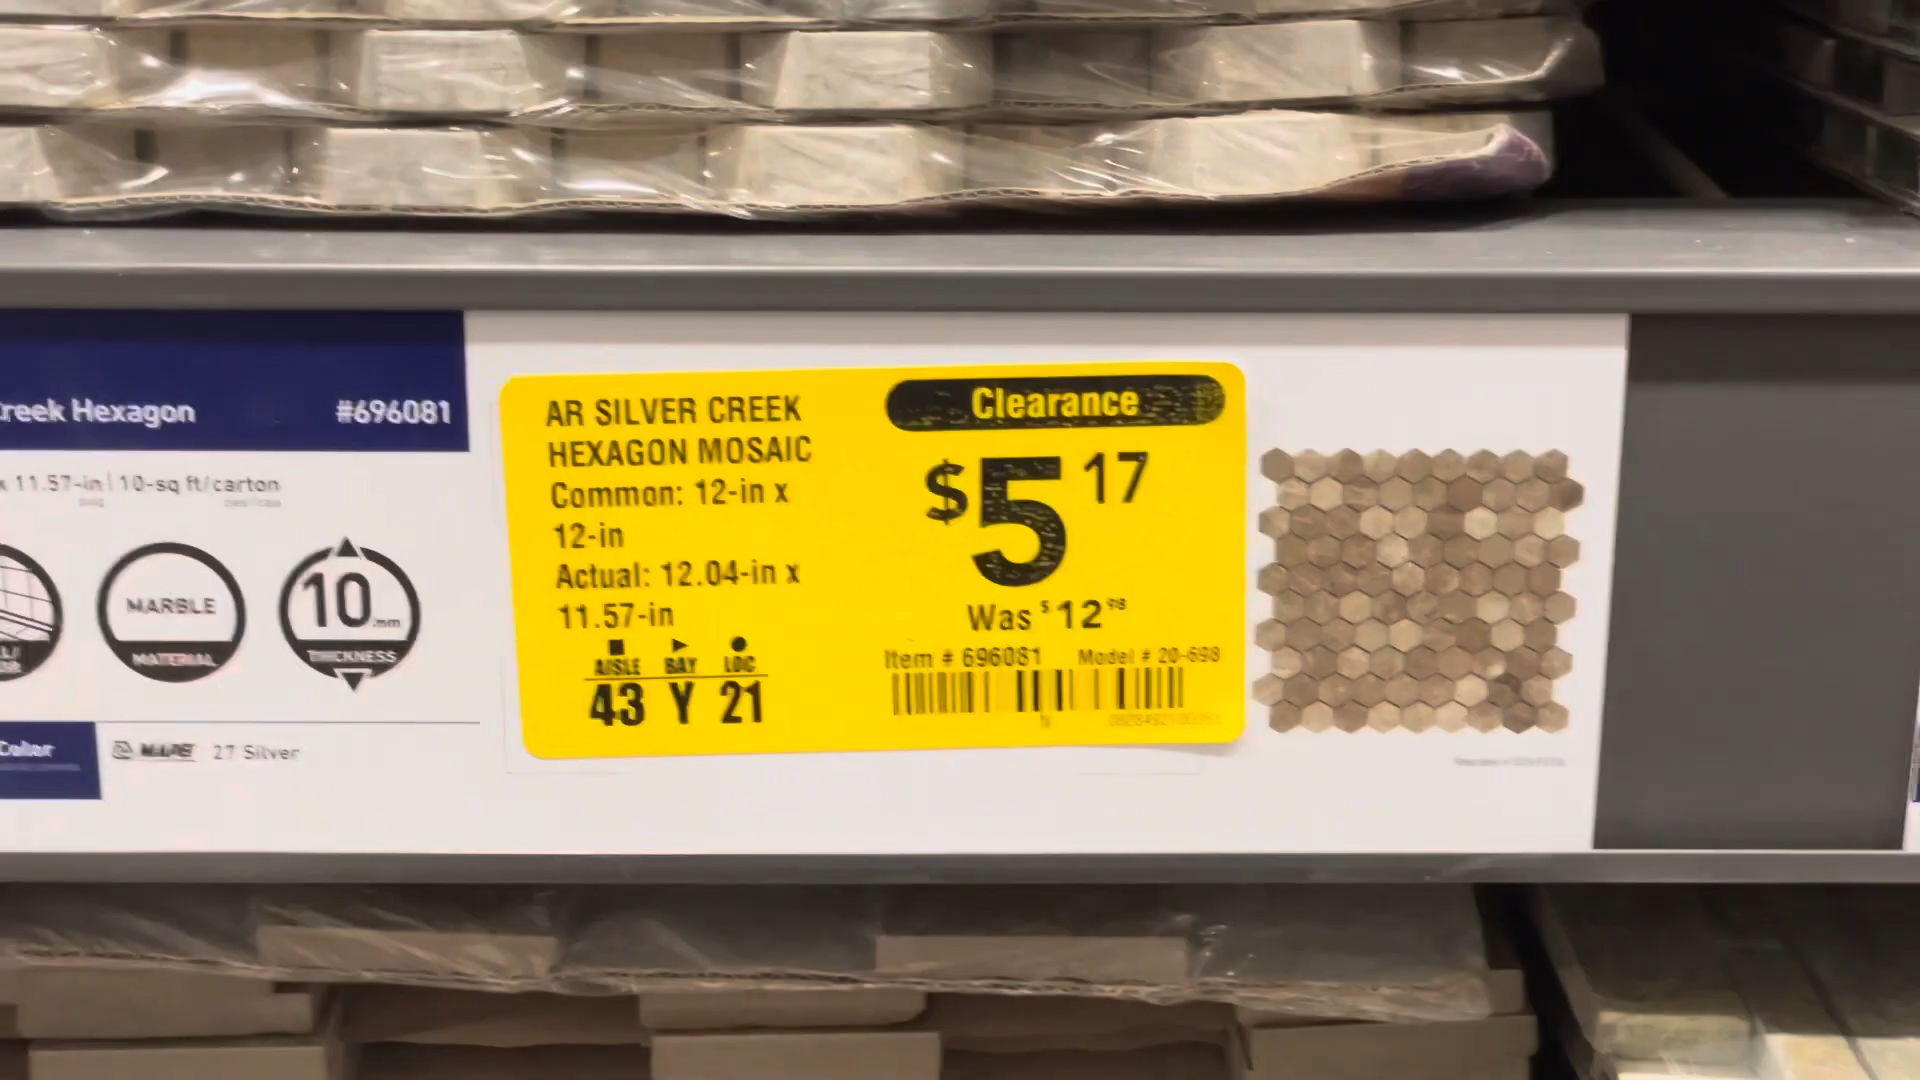 reek Hexagon #696081
x 11.57-in | 10-sq ft/carton
MARBLE
MATERIAL
10 mm
THICKNESS
Color
MAPEI 27 Silver
AR SILVER CREEK
HEXAGON MOSAIC
Common: 12-in x
12-in
Actual: 12.04-in x
11.57-in
AISLE BAY LOC
43 Y 21
Clearance
$5 17
Was $12 98
Item # 696081 Model # 20-698
N